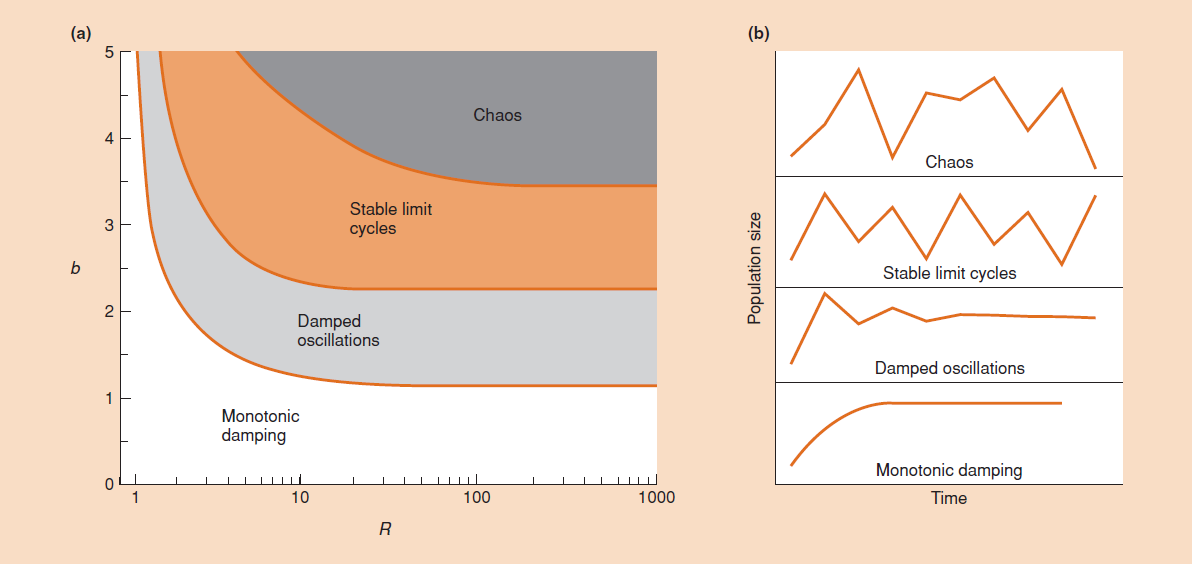 (a)
5
4
3
2
1
0
b
1
10
100
1000
R
Chaos
Stable limit
cycles
Damped
oscillations
Monotonic
damping
(b)
Population size
Chaos
Stable limit cycles
Damped oscillations
Monotonic damping
Time